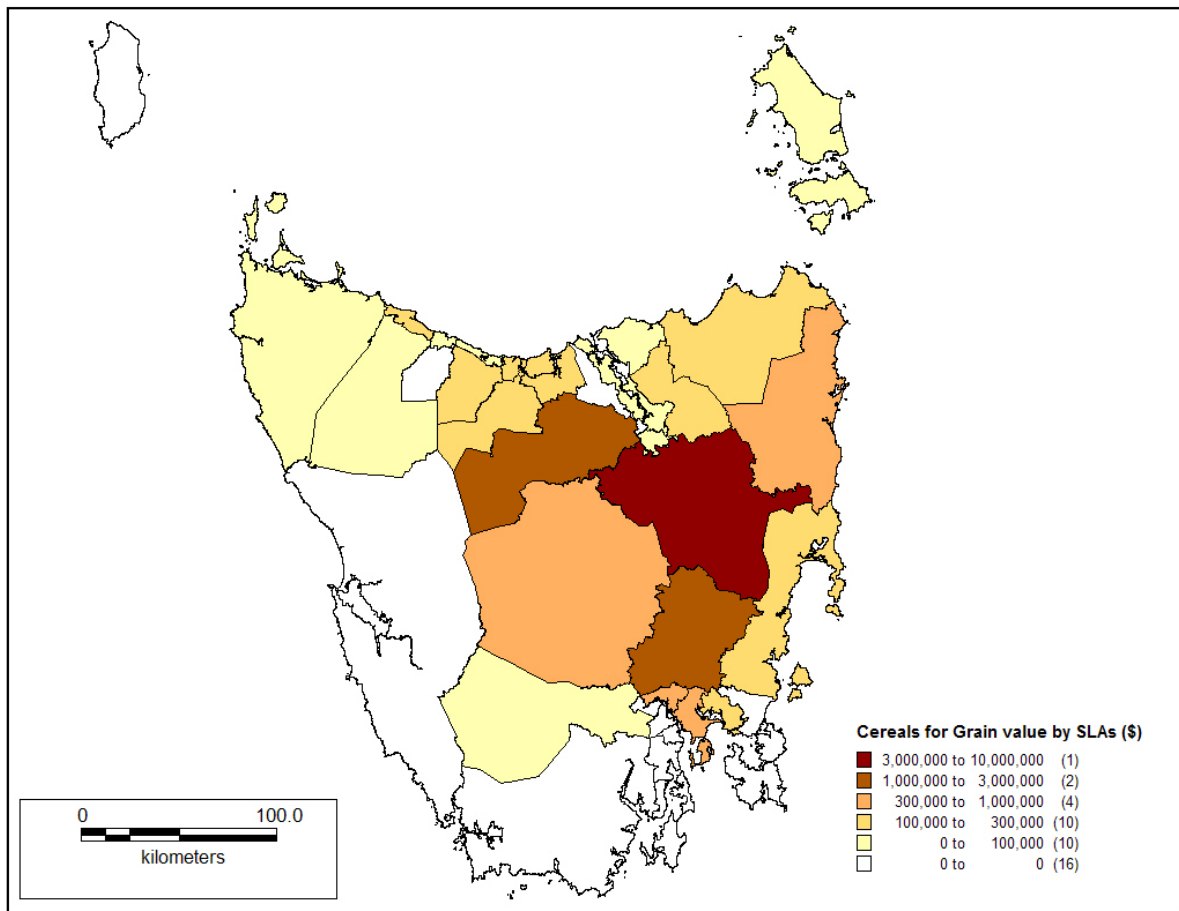 Cereals for Grain value by SLAs ($)
3,000,000 to 10,000,000 (1)
1,000,000 to 3,000,000 (2)
300,000 to 1,000,000 (4)
100,000 to 300,000 (10)
0 to 100,000 (10)
0 to 0 (16)
0 100.0
kilometers